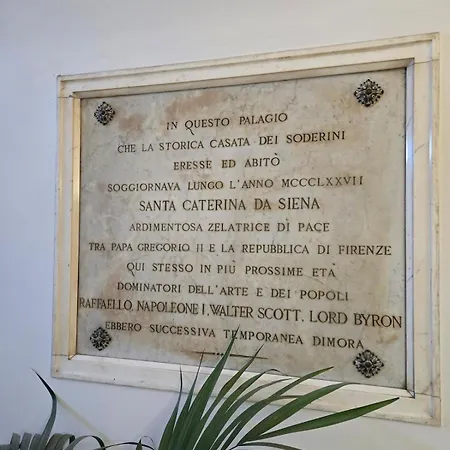 IN QUESTO PALAGIO
CHE LA STORICA CASATA DEI SODERINI
ERESSE ED ABITÒ
SOGGIORNAVA LUNGO L'ANNO MCCCLXXVII
SANTA CATERINA DA SIENA
ARDIMENTOSA ZELATRICE DI PACE
TRA PAPA GREGORIO II E LA REPUBBLICA DI FIRENZE
QUI STESSO IN PIÙ PROSSIME ETÀ
DOMINATORI DELL'ARTE E DEI POPOLI
RAFFAELLO, NAPOLEONE I, WALTER SCOTT, LORD BYRON
EBBERO SUCCESSIVA TEMPORANEA DIMORA